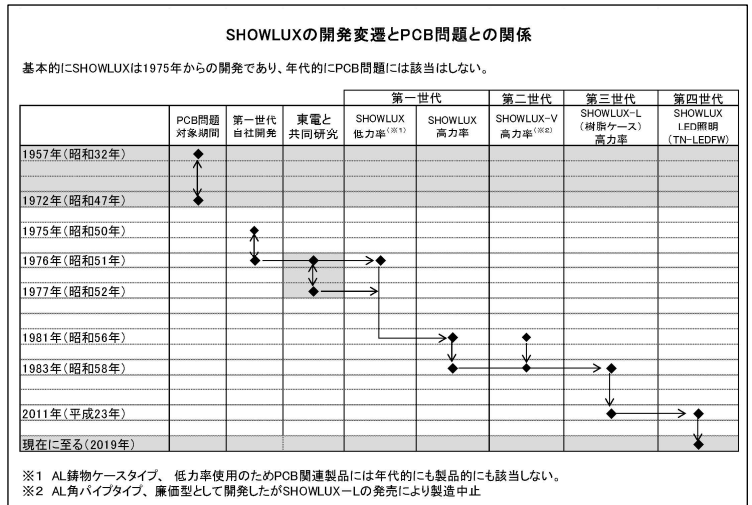 SHOWLUXの開発変遷とPCB問題との関係
基本的にSHOWLUXは1975年からの開発であり、年代的にPCB問題には該当はしない。
第一世代 第二世代 第三世代 第四世代
PCB問題
対象期間
第一世代
自社開発
東電と
共同研究
SHOWLUX
低力率(※1)
SHOWLUX
高力率
SHOWLUX-V
高力率(※2)
SHOWLUX-L
(樹脂ケース)
高力率
SHOWLUX
LED照明
(TN-LEDFW)
1957年(昭和32年)
1972年(昭和47年)
1975年(昭和50年)
1976年(昭和51年)
1977年(昭和52年)
1981年(昭和56年)
1983年(昭和58年)
2011年(平成23年)
現在に至る(2019年)
※1 AL鋳物ケースタイプ、 低力率使用のためPCB関連製品には年代的にも製品的にも該当しない。
※2 AL角パイプタイプ、廉価型として開発したがSHOWLUX-Lの発売により製造中止